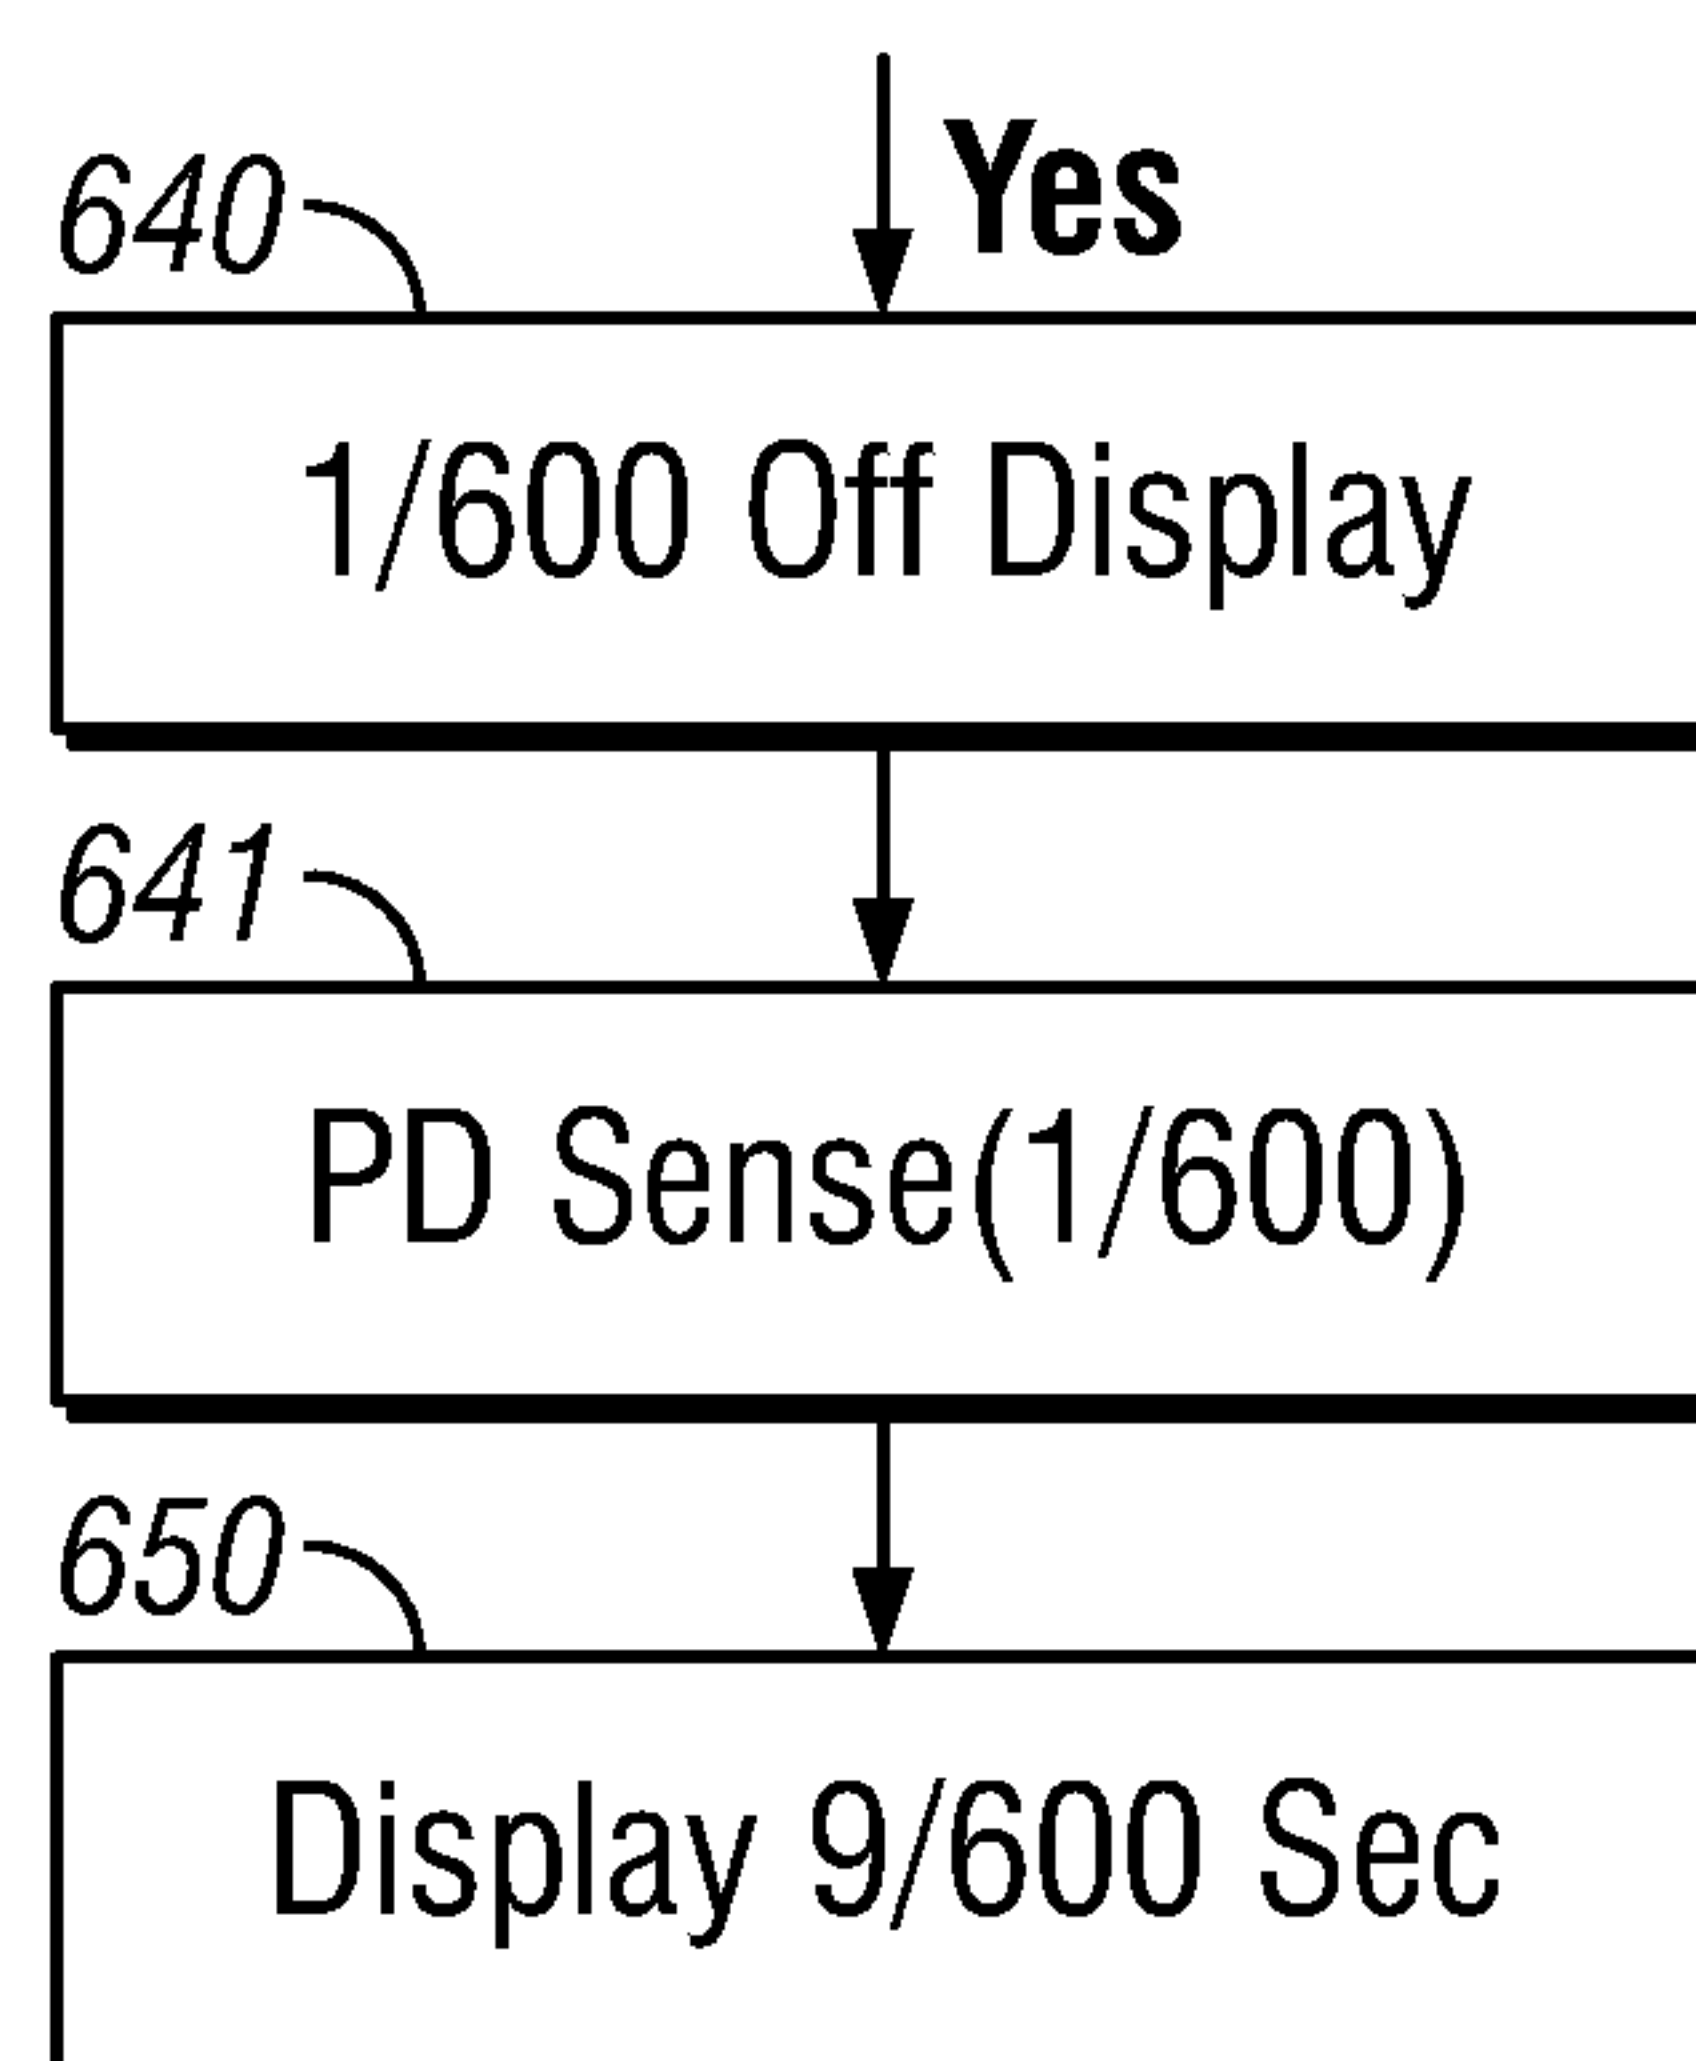 Yes
640
1/600 Off Display
641
PD Sense(1/600)
650
Display 9/600 Sec